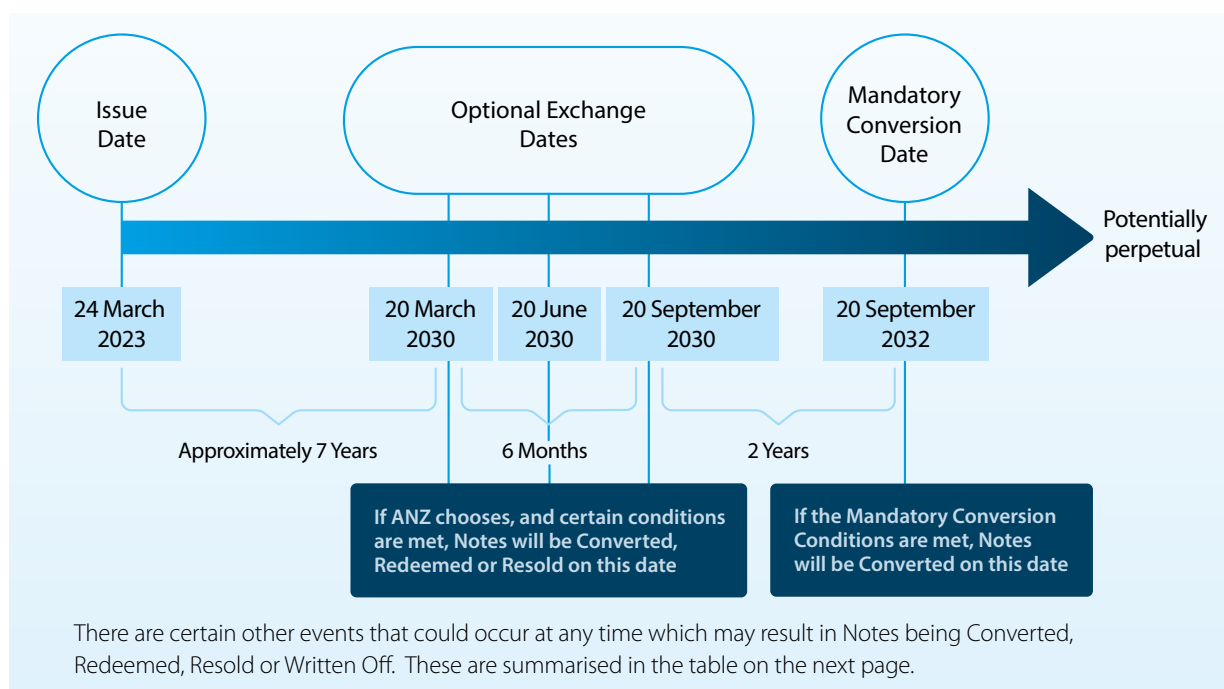 Issue
Date
Optional Exchange
Dates
Mandatory
Conversion
Date
Potentially
perpetual
24 March
2023
20 March
2030
20 June
2030
20 September
2030
20 September
2032
Approximately 7 Years
6 Months
2 Years
If ANZ chooses, and certain conditions
are met, Notes will be Converted,
Redeemed or Resold on this date
If the Mandatory Conversion
Conditions are met, Notes
will be Converted on this date
There are certain other events that could occur at any time which may result in Notes being Converted,
Redeemed, Resold or Written Off.  These are summarised in the table on the next page.